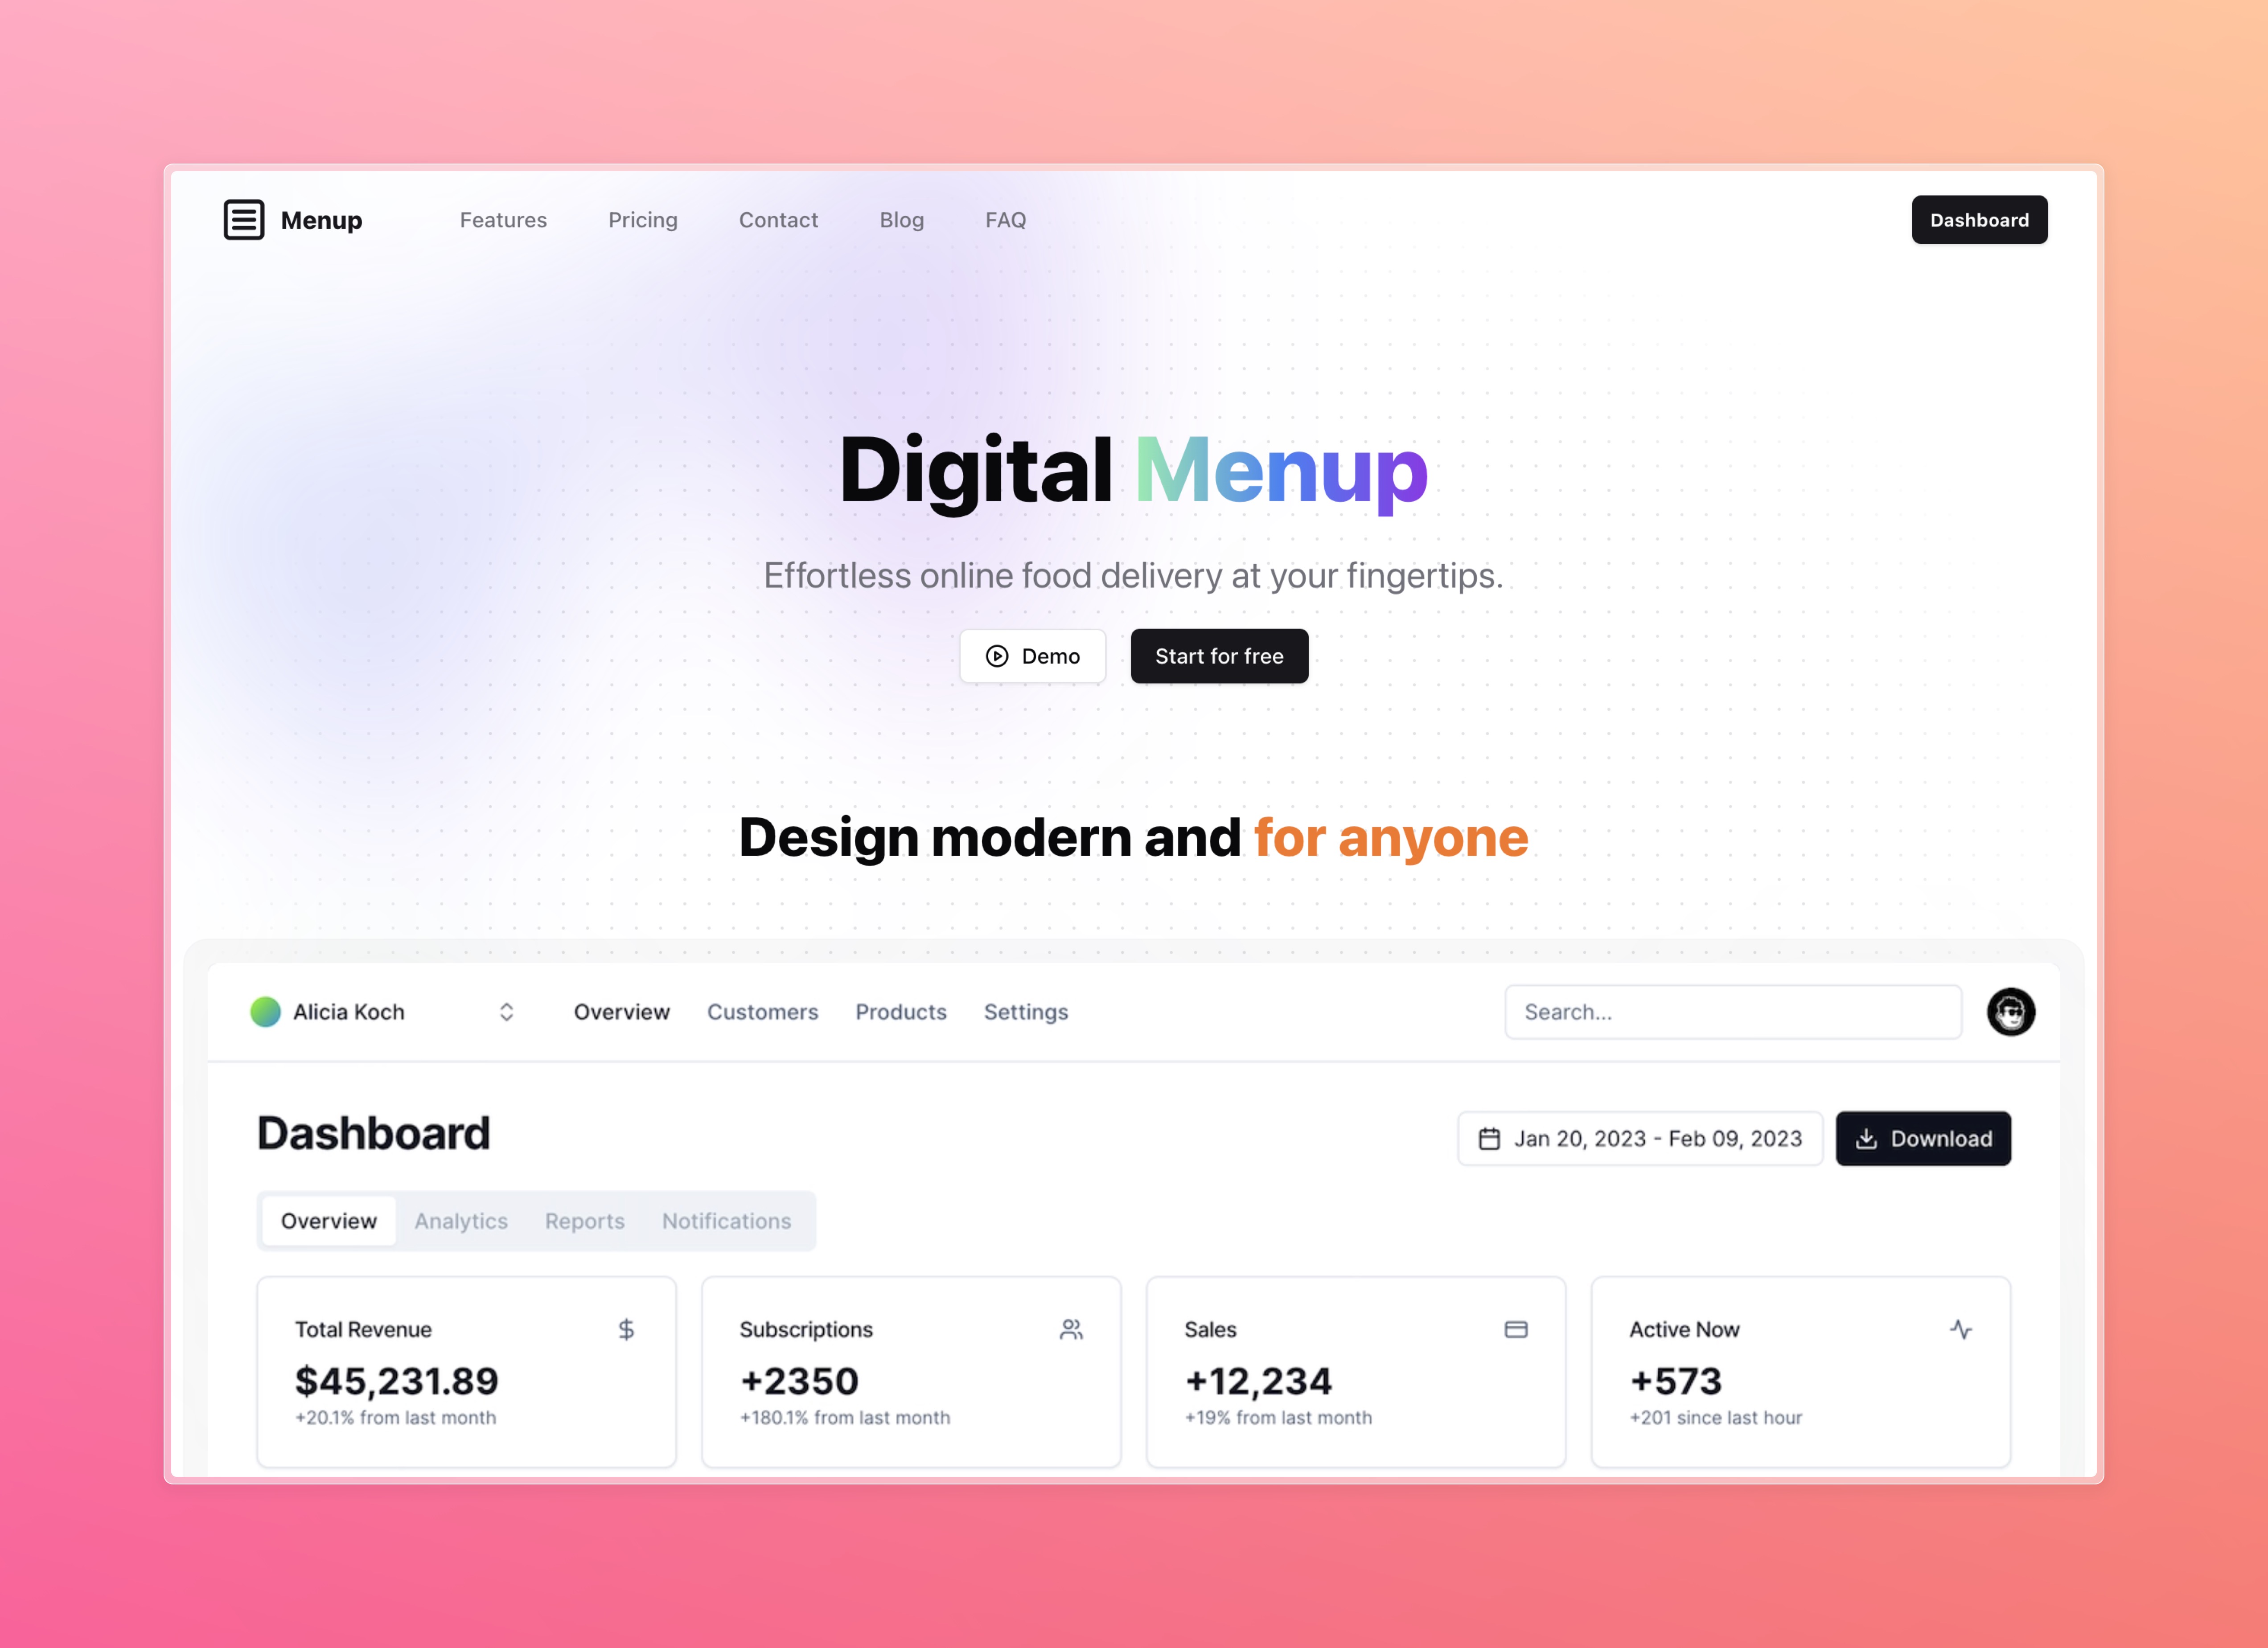 Menup Features Pricing Contact Blog FAQ Dashboard
Digital Menup
Effortless online food delivery at your fingertips.
Demo Start for free
Design modern and for anyone
Alicia Koch Overview Customers Products Settings Search...
Dashboard Jan 20, 2023 - Feb 09, 2023 Download
Overview Analytics Reports Notifications
Total Revenue $ Subscriptions Sales Active Now
$45,231.89 +2350 +12,234 +573
+20.1% from last month +180.1% from last month +19% from last month +201 since last hour